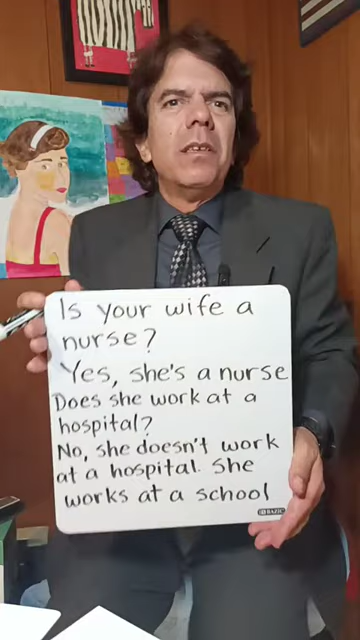 Is your wife a
nurse?
Yes, she's a nurse
Does she work at a
hospital?
No, she doesn't work
at a hospital. She
works at a school
BAZIC